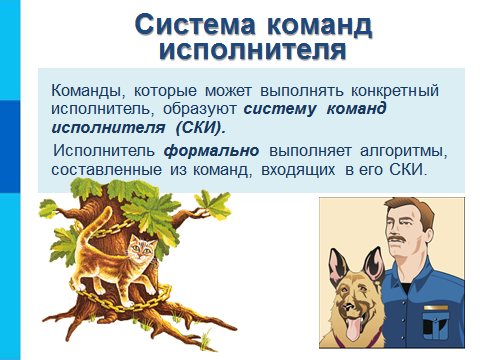 Система команд
исполнителя
Команды, которые может выполнять конкретный
исполнитель, образуют систему команд
исполнителя (СКИ).
Исполнитель формально выполняет алгоритмы,
составленные из команд, входящих в его СКИ.